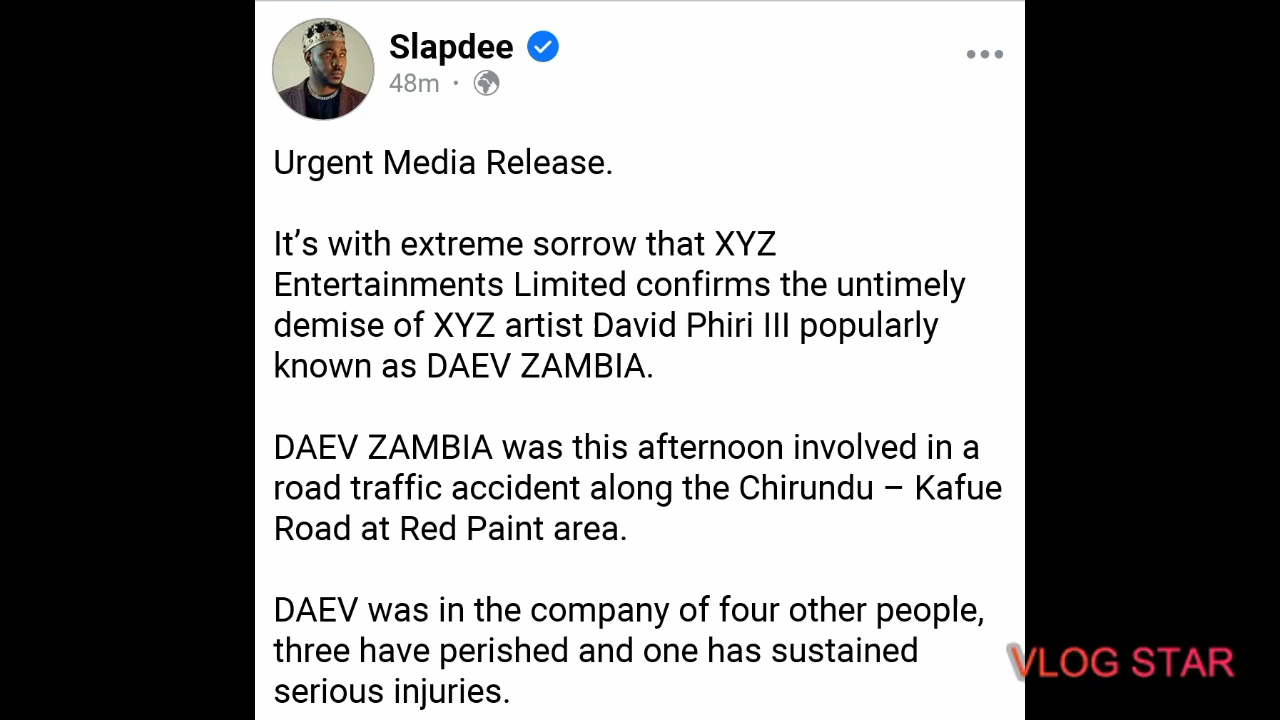 Slapdee
48m ·
Urgent Media Release.
It’s with extreme sorrow that XYZ
Entertainments Limited confirms the untimely
demise of XYZ artist David Phiri III popularly
known as DAEV ZAMBIA.
DAEV ZAMBIA was this afternoon involved in a
road traffic accident along the Chirundu – Kafue
Road at Red Paint area.
DAEV was in the company of four other people,
three have perished and one has sustained
serious injuries.
VLOG STAR